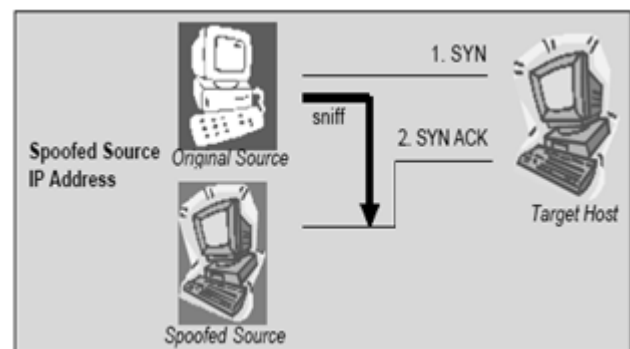 1. SYN
sniff
2. SYN ACK
Spoofed Source
IP Address
Original Source
Target Host
Spoofed Source